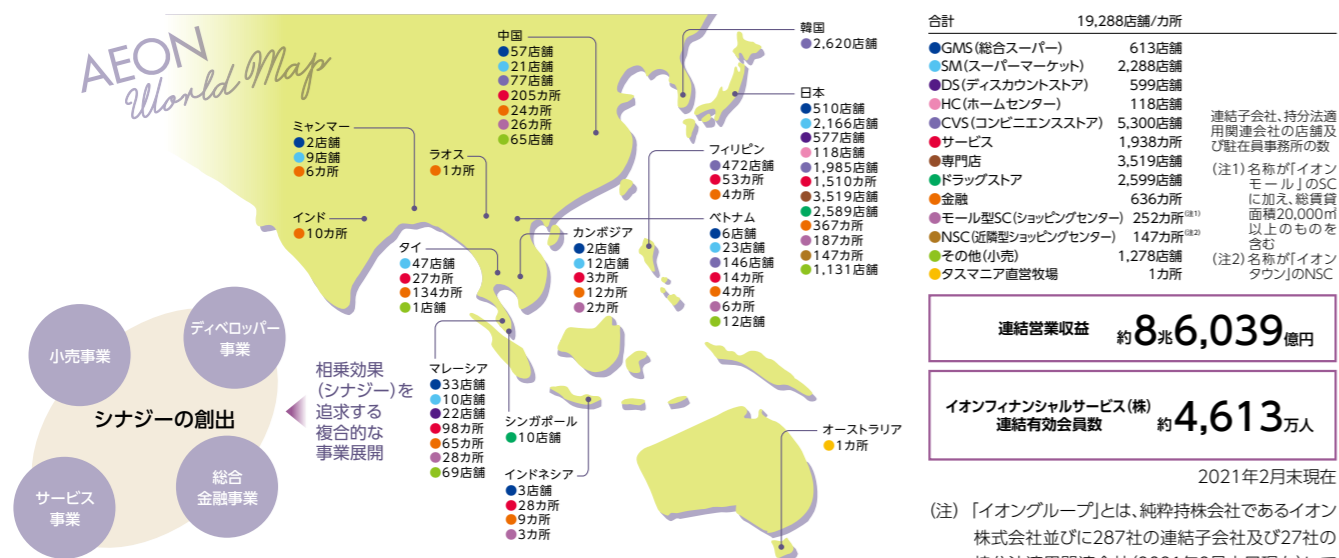 AEON
World Map
中国
●57店舗
●21店舗
●77店舗
●205カ所
●24カ所
●26カ所
●65店舗
韓国
●2,620店舗
日本
●510店舗
●2,166店舗
●577店舗
●118店舗
●1,985店舗
●1,510カ所
●3,519店舗
●2,589店舗
●367カ所
●187カ所
●147カ所
●1,131店舗
ミャンマー
●2店舗
●9店舗
●6カ所
ラオス
●1カ所
インド
●10カ所
タイ
●47店舗
●27カ所
●134カ所
●1店舗
カンボジア
●2店舗
●12店舗
●3カ所
●12カ所
●2カ所
フィリピン
●472店舗
●53カ所
●4カ所
ベトナム
●6店舗
●23店舗
●146店舗
●14カ所
●4カ所
●6カ所
●12店舗
マレーシア
●33店舗
●10店舗
●22店舗
●98カ所
●65カ所
●28カ所
●69店舗
シンガポール
●10店舗
インドネシア
●3店舗
●28カ所
●9カ所
●3カ所
オーストラリア
●1カ所
小売事業
ディベロッパー
事業
シナジーの創出
サービス
事業
総合
金融事業
相乗効果
(シナジー)を
追求する
複合的な
事業展開
合計 19,288店舗/カ所
●GMS(総合スーパー) 613店舗
●SM(スーパーマーケット) 2,288店舗
●DS(ディスカウントストア) 599店舗
●HC(ホームセンター) 118店舗
●CVS(コンビニエンスストア) 5,300店舗
●サービス 1,938カ所
●専門店 3,519店舗
●ドラッグストア 2,599店舗
●金融 636カ所
●モール型SC(ショッピングセンター) 252カ所(注1)
●NSC(近隣型ショッピングセンター) 147カ所(注2)
●その他(小売) 1,278店舗
●タスマニア直営牧場 1カ所
連結子会社、持分法適
用関連会社の店舗及
び駐在員事務所の数
(注1)名称が「イオン
モール」のSC
に加え、総賃貸
面積20,000㎡
以上のものを
含む
(注2)名称が「イオン
タウン」のNSC
連結営業収益 約8兆6,039億円
イオンフィナンシャルサービス(株)
連結有効会員数 約4,613万人
2021年2月末現在
(注)「イオングループ」とは、純粋持株会社であるイオン
株式会社並びに287社の連結子会社及び27社の